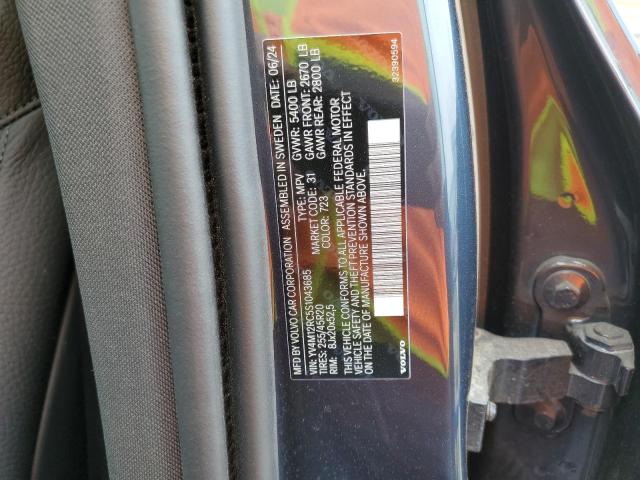 MFD BY VOLVO CAR CORPORATION ASSEMBLED IN SWEDEN DATE: 06/24
VIN: YV4M12RC5S1043685 TYPE: MPV GVWR: 5400 LB
TIRES: 255/45R20 MARKET CODE: 31 GAWR FRONT: 2670 LB
RIM: 8Jx20x52,5 COLOR: 723 GAWR REAR: 2800 LB
THIS VEHICLE CONFORMS TO ALL APPLICABLE FEDERAL MOTOR
VEHICLE SAFETY AND THEFT PREVENTION STANDARDS IN EFFECT
ON THE DATE OF MANUFACTURE SHOWN ABOVE.
VOLVO 32390594